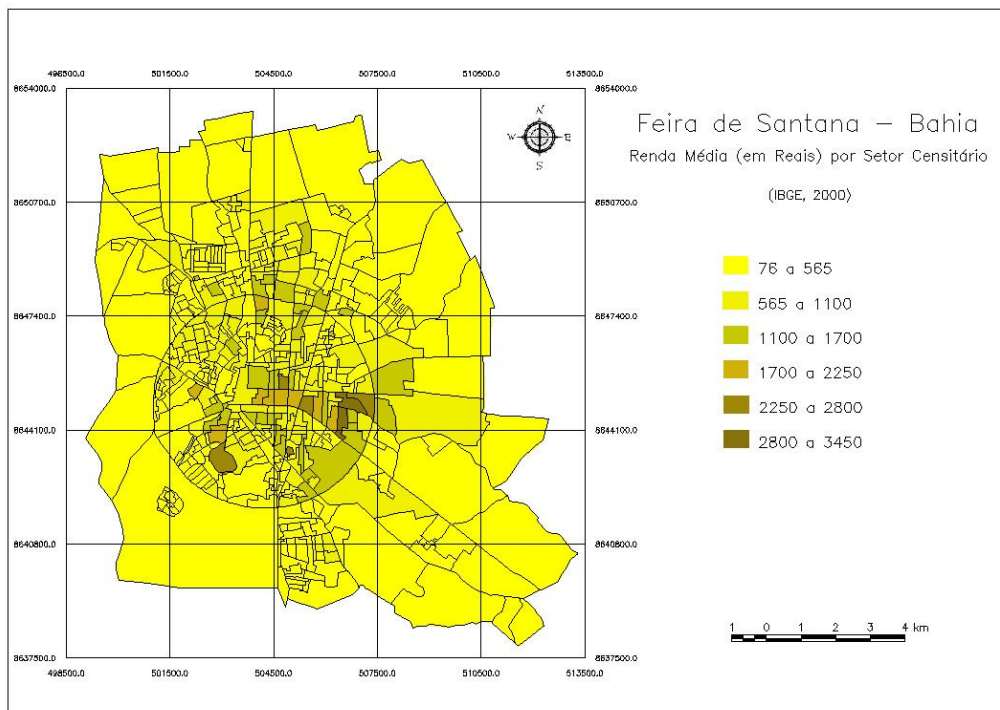 498500.0 501500.0 504500.0 507500.0 510500.0 513500.0
8654000.0 8654000.0
N
W E
S
Feira de Santana – Bahia
Renda Média (em Reais) por Setor Censitário
(IBGE, 2000)
8650700.0 8650700.0
76 a 565
565 a 1100
8647400.0 8647400.0
1100 a 1700
1700 a 2250
2250 a 2800
8644100.0 8644100.0
2800 a 3450
8640800.0 8640800.0
1 0 1 2 3 4 km
8637500.0 8637500.0
498500.0 501500.0 504500.0 507500.0 510500.0 513500.0